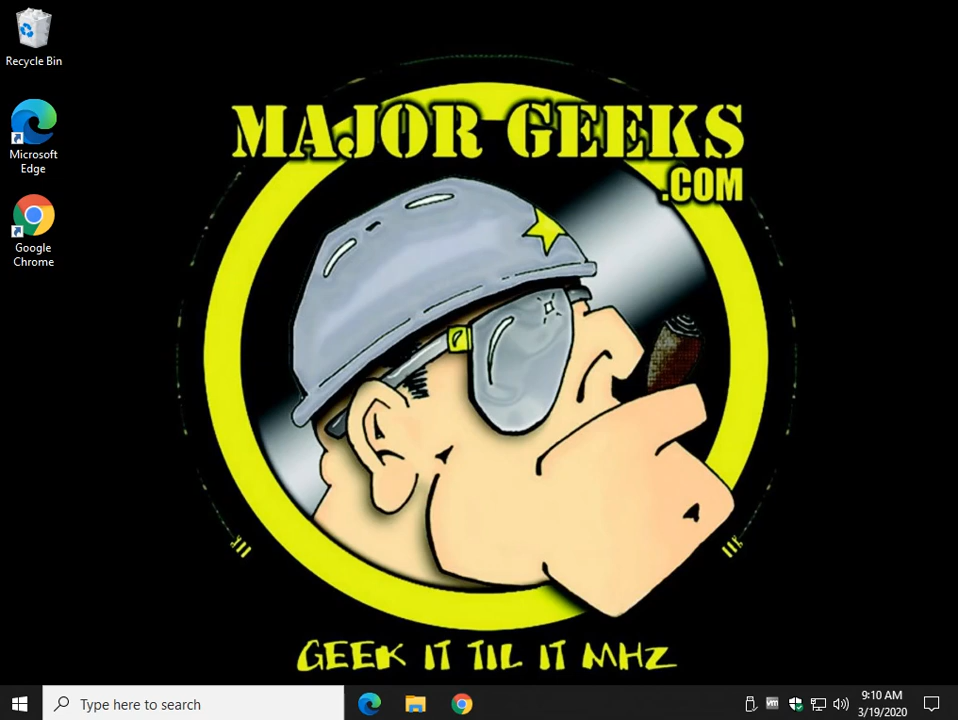 Recycle Bin
Microsoft
Edge
Google
Chrome
MAJOR GEEKS
.COM
GEEK IT TIL IT MHZ
Type here to search
vm
9:10 AM
3/19/2020